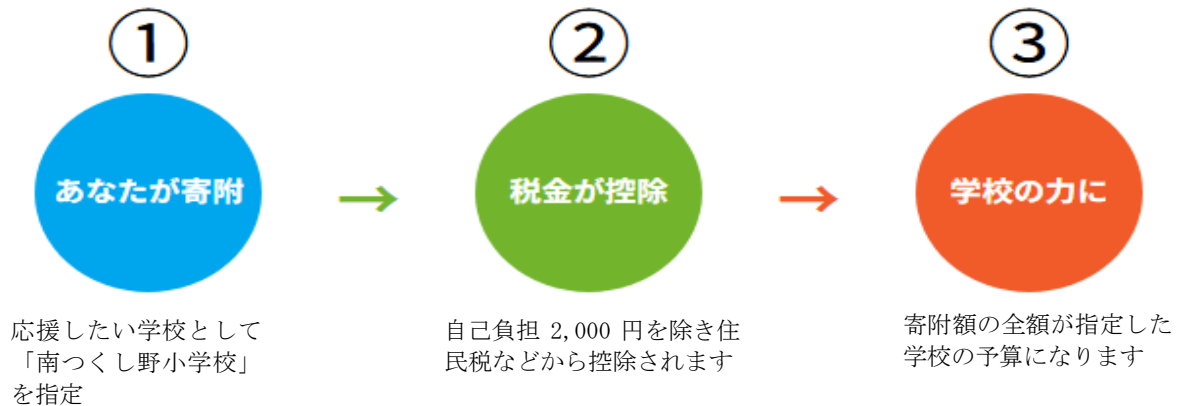 ①
あなたが寄附
応援したい学校として
「南つくし野小学校」
を指定
→
②
税金が控除
自己負担 2,000 円を除き住
民税などから控除されます
→
③
学校の力に
寄附額の全額が指定した
学校の予算になります